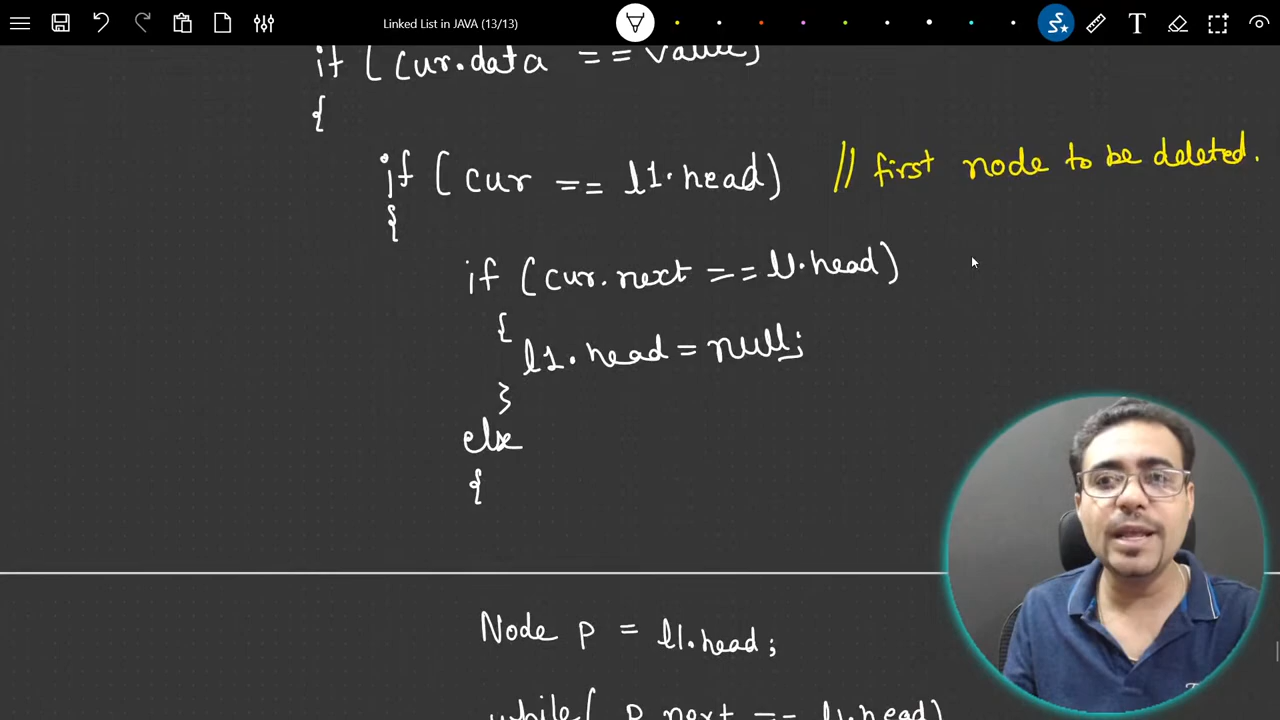 Linked List in JAVA (13/13)
if (cur.data == value)
{
if (cur == l1.head) // first node to be deleted.
{
if (cur.next == l1.head)
{
l1.head = null;
}
else
{
Node p = l1.head;
while( p.next == l1.head)